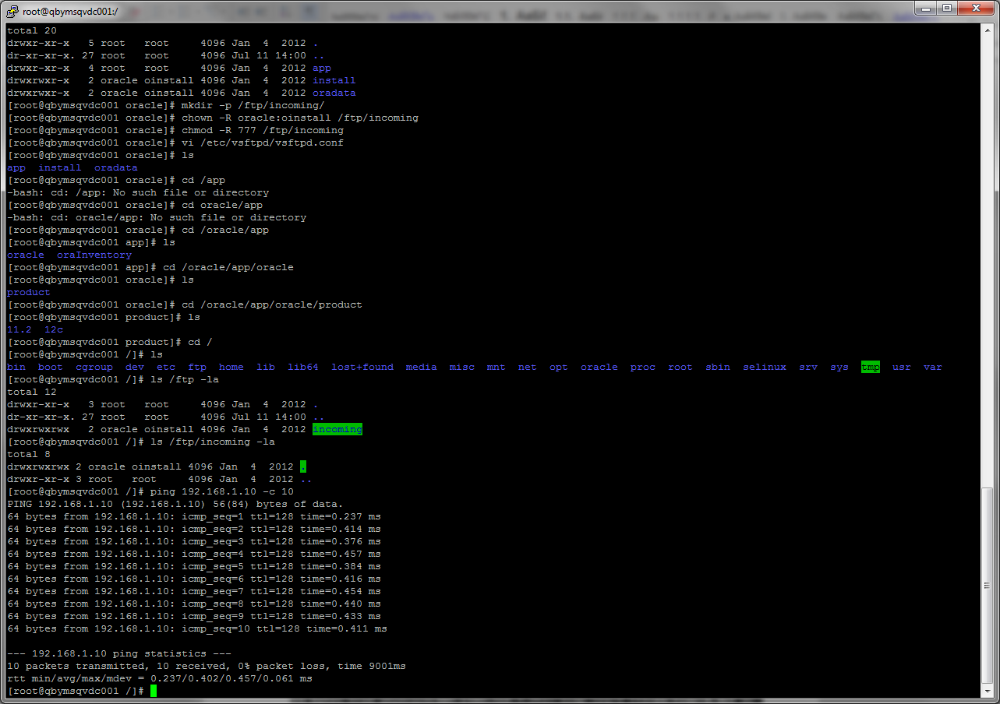 root@qbymsqvdc001:/
total 20
drwxr-xr-x   5 root   root     4096 Jan  4  2012 .
dr-xr-xr-x. 27 root   root     4096 Jul 11 14:00 ..
drwxr-xr-x   4 root   root     4096 Jan  4  2012 app
drwxrwxr-x   2 oracle oinstall 4096 Jan  4  2012 install
drwxrwxr-x   2 oracle oinstall 4096 Jan  4  2012 oradata
[root@qbymsqvdc001 oracle]# mkdir -p /ftp/incoming/
[root@qbymsqvdc001 oracle]# chown -R oracle:oinstall /ftp/incoming
[root@qbymsqvdc001 oracle]# chmod -R 777 /ftp/incoming
[root@qbymsqvdc001 oracle]# vi /etc/vsftpd/vsftpd.conf
[root@qbymsqvdc001 oracle]# ls
app  install  oradata
[root@qbymsqvdc001 oracle]# cd /app
-bash: cd: /app: No such file or directory
[root@qbymsqvdc001 oracle]# cd oracle/app
-bash: cd: oracle/app: No such file or directory
[root@qbymsqvdc001 oracle]# cd /oracle/app
[root@qbymsqvdc001 app]# ls
oracle  oraInventory
[root@qbymsqvdc001 app]# cd /oracle/app/oracle
[root@qbymsqvdc001 oracle]# ls
product
[root@qbymsqvdc001 oracle]# cd /oracle/app/oracle/product
[root@qbymsqvdc001 product]# ls
11.2  12c
[root@qbymsqvdc001 product]# cd /
[root@qbymsqvdc001 /]# ls
bin  boot  cgroup  dev  etc  ftp  home  lib  lib64  lost+found  media  misc  mnt  net  opt  oracle  proc  root  sbin  selinux  srv  sys  tmp  usr  var
[root@qbymsqvdc001 /]# ls /ftp -la
total 12
drwxr-xr-x   3 root   root     4096 Jan  4  2012 .
dr-xr-xr-x. 27 root   root     4096 Jul 11 14:00 ..
drwxrwxrwx   2 oracle oinstall 4096 Jan  4  2012 incoming
[root@qbymsqvdc001 /]# ls /ftp/incoming -la
total 8
drwxrwxrwx 2 oracle oinstall 4096 Jan  4  2012 .
drwxr-xr-x 3 root   root     4096 Jan  4  2012 ..
[root@qbymsqvdc001 /]# ping 192.168.1.10 -c 10
PING 192.168.1.10 (192.168.1.10) 56(84) bytes of data.
64 bytes from 192.168.1.10: icmp_seq=1 ttl=128 time=0.237 ms
64 bytes from 192.168.1.10: icmp_seq=2 ttl=128 time=0.414 ms
64 bytes from 192.168.1.10: icmp_seq=3 ttl=128 time=0.376 ms
64 bytes from 192.168.1.10: icmp_seq=4 ttl=128 time=0.457 ms
64 bytes from 192.168.1.10: icmp_seq=5 ttl=128 time=0.384 ms
64 bytes from 192.168.1.10: icmp_seq=6 ttl=128 time=0.416 ms
64 bytes from 192.168.1.10: icmp_seq=7 ttl=128 time=0.454 ms
64 bytes from 192.168.1.10: icmp_seq=8 ttl=128 time=0.440 ms
64 bytes from 192.168.1.10: icmp_seq=9 ttl=128 time=0.433 ms
64 bytes from 192.168.1.10: icmp_seq=10 ttl=128 time=0.411 ms
--- 192.168.1.10 ping statistics ---
10 packets transmitted, 10 received, 0% packet loss, time 9001ms
rtt min/avg/max/mdev = 0.237/0.402/0.457/0.061 ms
[root@qbymsqvdc001 /]#